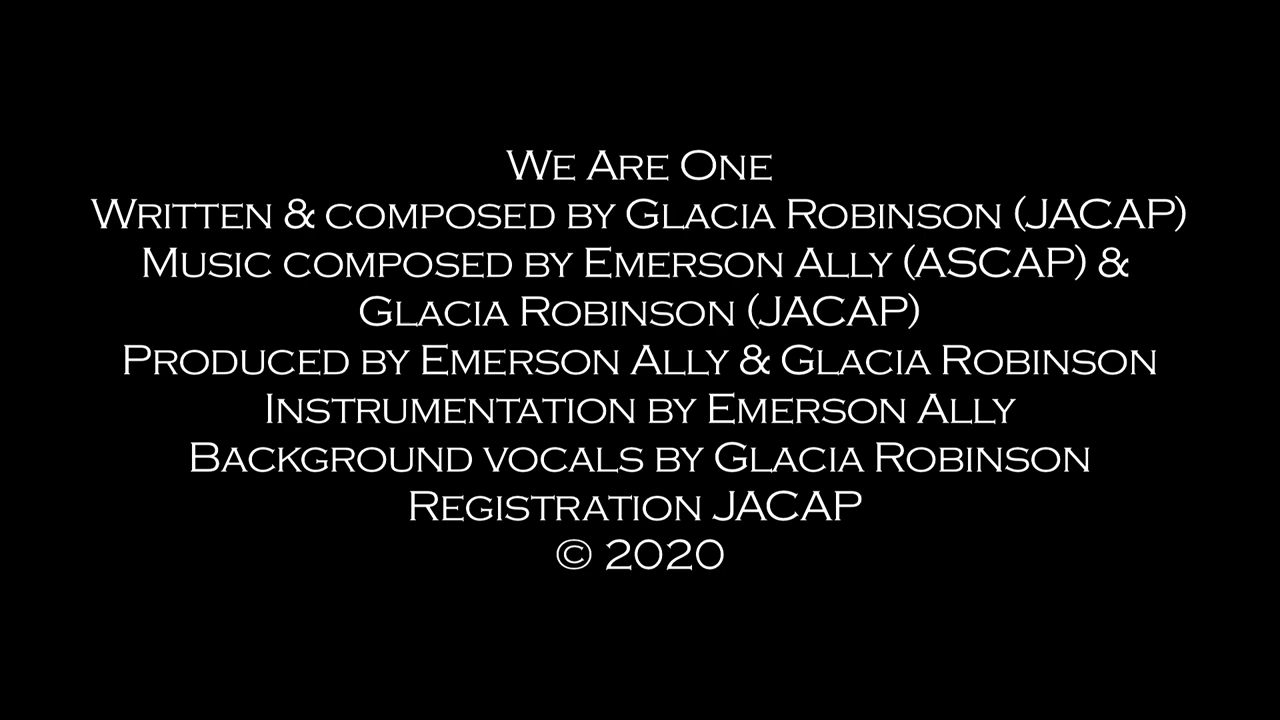 We Are One
Written & composed by Glacia Robinson (JACAP)
Music composed by Emerson Ally (ASCAP) &
Glacia Robinson (JACAP)
Produced by Emerson Ally & Glacia Robinson
Instrumentation by Emerson Ally
Background vocals by Glacia Robinson
Registration JACAP
© 2020